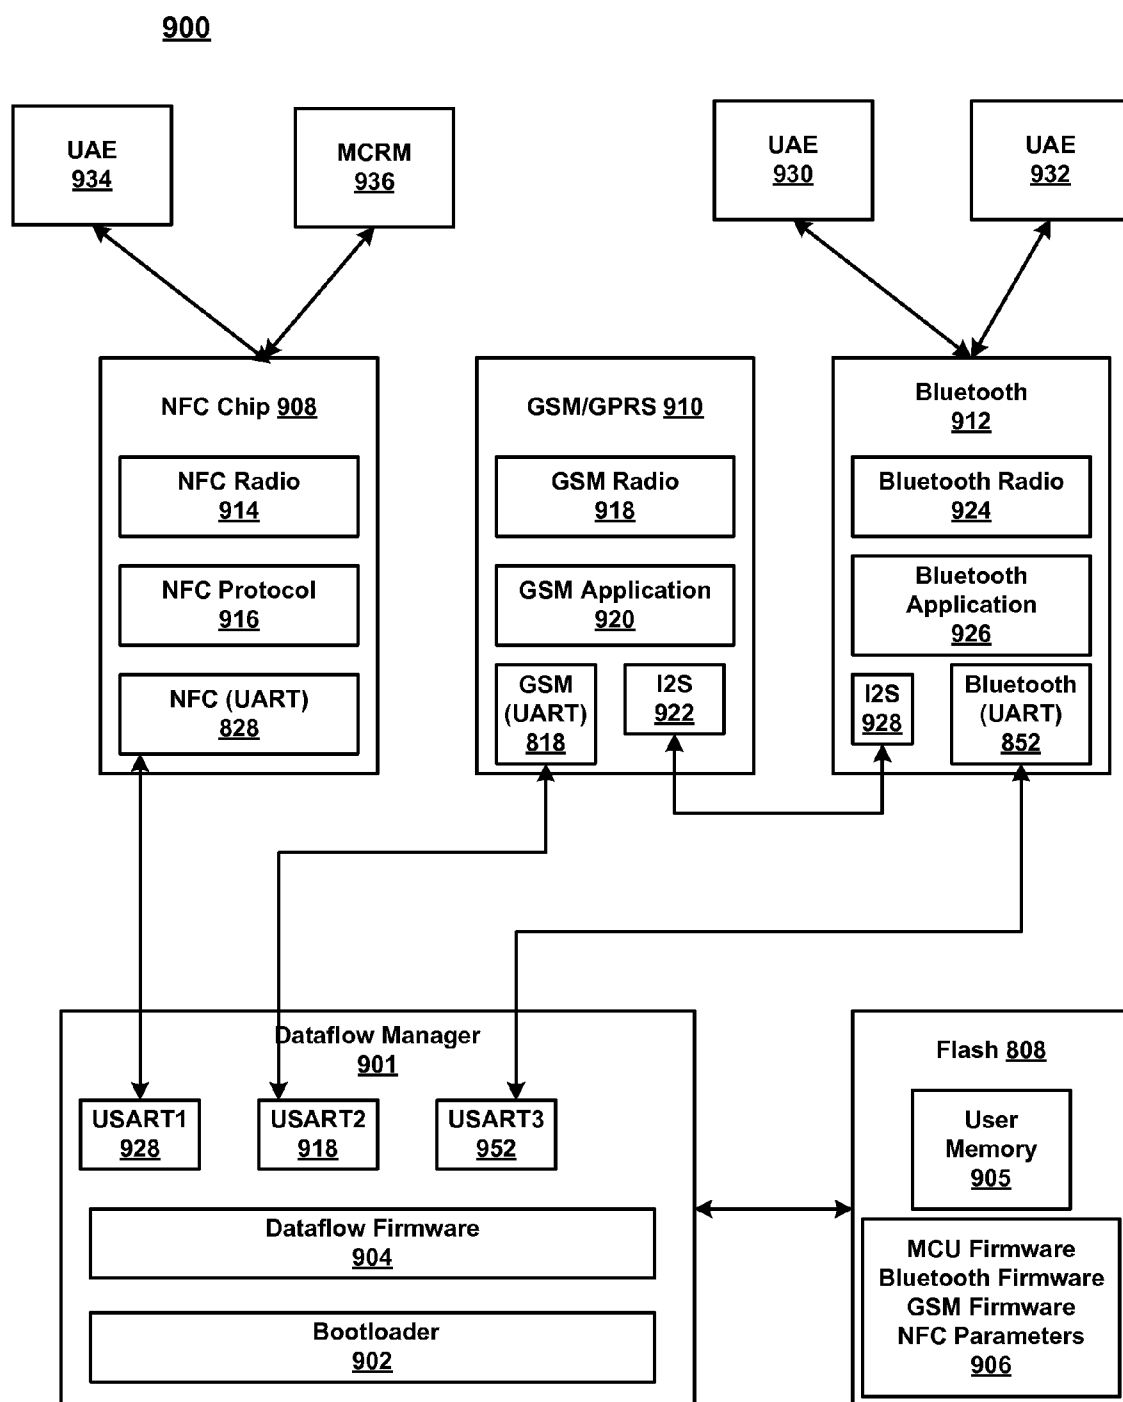 900
UAE
934
MCRM
936
UAE
930
UAE
932
NFC Chip 908
NFC Radio
914
NFC Protocol
916
NFC (UART)
828
GSM/GPRS 910
GSM Radio
918
GSM Application
920
GSM
(UART)
818
I2S
922
Bluetooth
912
Bluetooth Radio
924
Bluetooth
Application
926
I2S
928
Bluetooth
(UART)
852
Dataflow Manager
901
USART1
928
USART2
918
USART3
952
Dataflow Firmware
904
Bootloader
902
Flash 808
User
Memory
905
MCU Firmware
Bluetooth Firmware
GSM Firmware
NFC Parameters
906